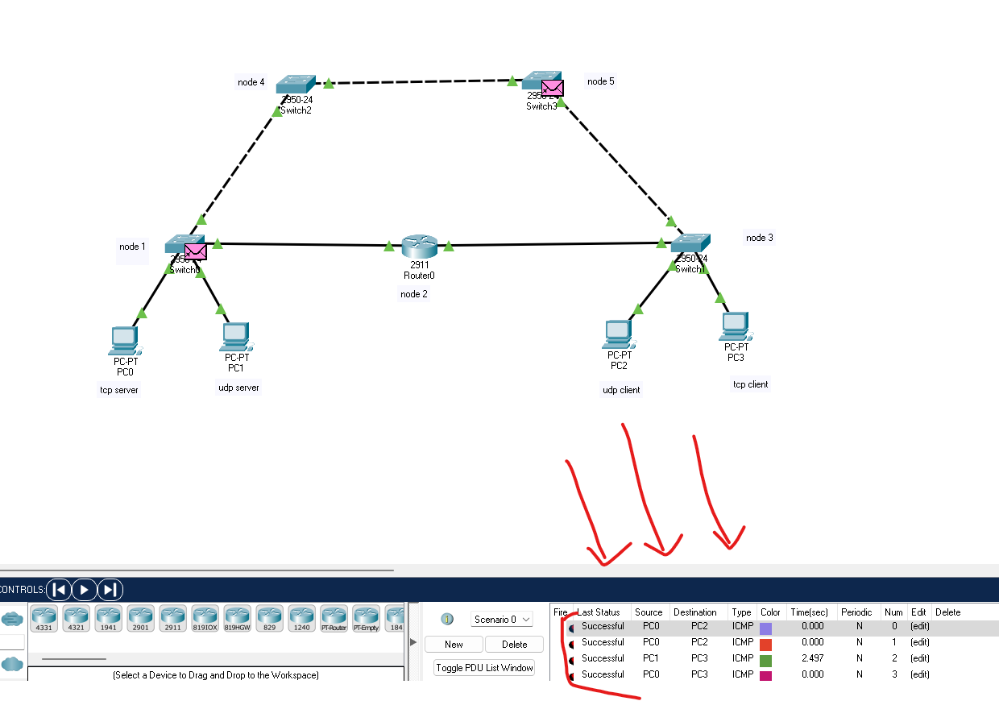 node 4
2950-24
Switch2
node 5
Switch3
node 1
Switch0
2911
Router0
node 2
2950-24
Switch1
node 3
PC-PT
PC0
tcp server
PC-PT
PC1
udp server
PC-PT
PC2
udp client
PC-PT
PC3
tcp client
CONTROLS:
4331 4321 1941 2901 2911 819IOX 819HGW 829 1240 PT-Router PT-Empty 184
(Select a Device to Drag and Drop to the Workspace)
Scenario 0
New Delete
Toggle PDU List Window
Fire Last Status Source Destination Type Color Time(sec) Periodic Num Edit Delete
Successful PC0 PC2 ICMP 0.000 N 0 (edit)
Successful PC0 PC2 ICMP 0.000 N 1 (edit)
Successful PC1 PC3 ICMP 2.497 N 2 (edit)
Successful PC0 PC3 ICMP 0.000 N 3 (edit)